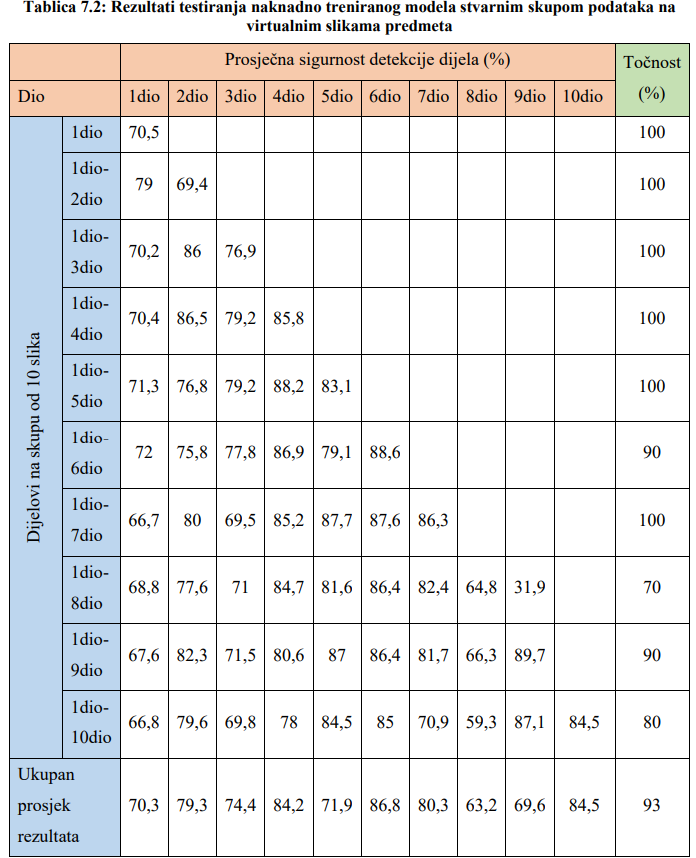 Tablica 7.2: Rezultati testiranja naknadno treniranog modela stvarnim skupom podataka na
virtualnim slikama predmeta
Prosječna sigurnost detekcije dijela (%)
Točnost
(%)
Dio 1dio 2dio 3dio 4dio 5dio 6dio 7dio 8dio 9dio 10dio
Dijelovi na skupu od 10 slika
1dio 70,5 100
1dio-
2dio
79 69,4 100
1dio-
3dio
70,2 86 76,9 100
1dio-
4dio
70,4 86,5 79,2 85,8 100
1dio-
5dio
71,3 76,8 79,2 88,2 83,1 100
1dio-
6dio
72 75,8 77,8 86,9 79,1 88,6 90
1dio-
7dio
66,7 80 69,5 85,2 87,7 87,6 86,3 100
1dio-
8dio
68,8 77,6 71 84,7 81,6 86,4 82,4 64,8 31,9 70
1dio-
9dio
67,6 82,3 71,5 80,6 87 86,4 81,7 66,3 89,7 90
1dio-
10dio
66,8 79,6 69,8 78 84,5 85 70,9 59,3 87,1 84,5 80
Ukupan
prosjek
rezultata
70,3 79,3 74,4 84,2 71,9 86,8 80,3 63,2 69,6 84,5 93